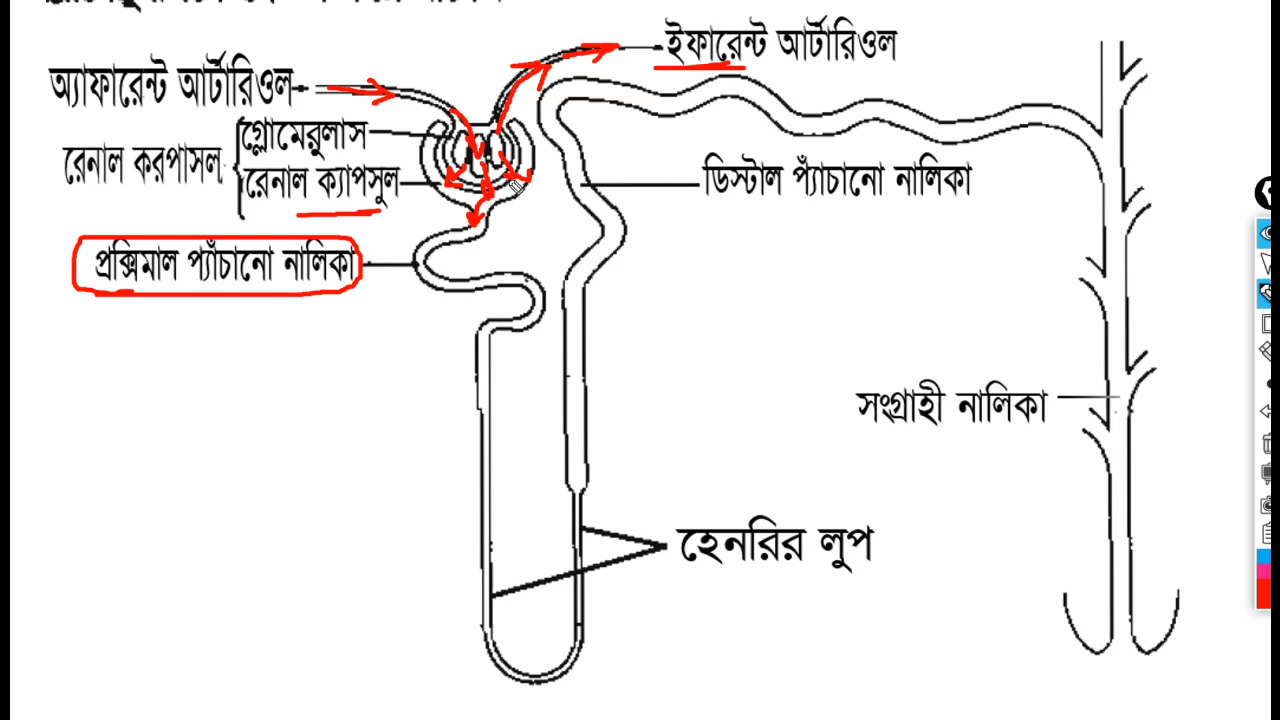 ইফারেন্ট আর্টারিওল
অ্যাফারেন্ট আর্টারিওল
গ্লোমেরুলাস
রেনাল করপাসল
রেনাল ক্যাপসুল
ডিস্টাল প্যাঁচানো নালিকা
প্রক্সিমাল প্যাঁচানো নালিকা
সংগ্রাহী নালিকা
হেনরির লুপ